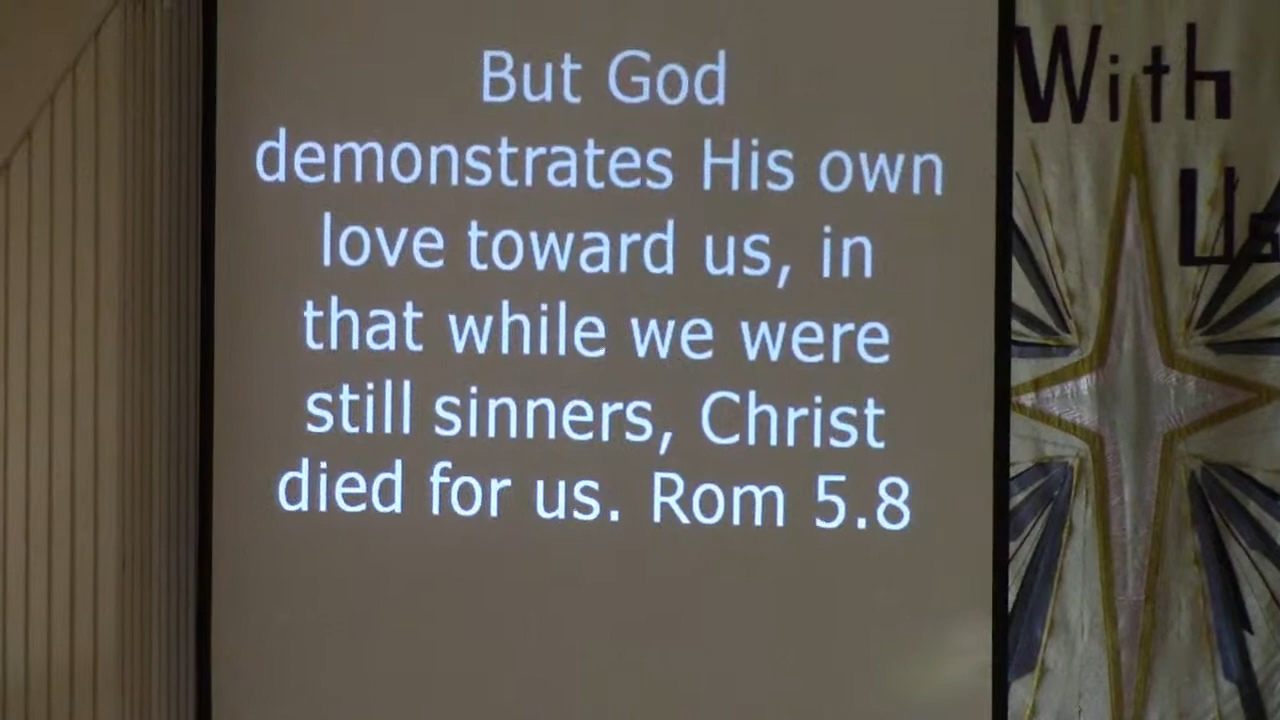 But God
demonstrates His own
love toward us, in
that while we were
still sinners, Christ
died for us. Rom 5.8
With
Us